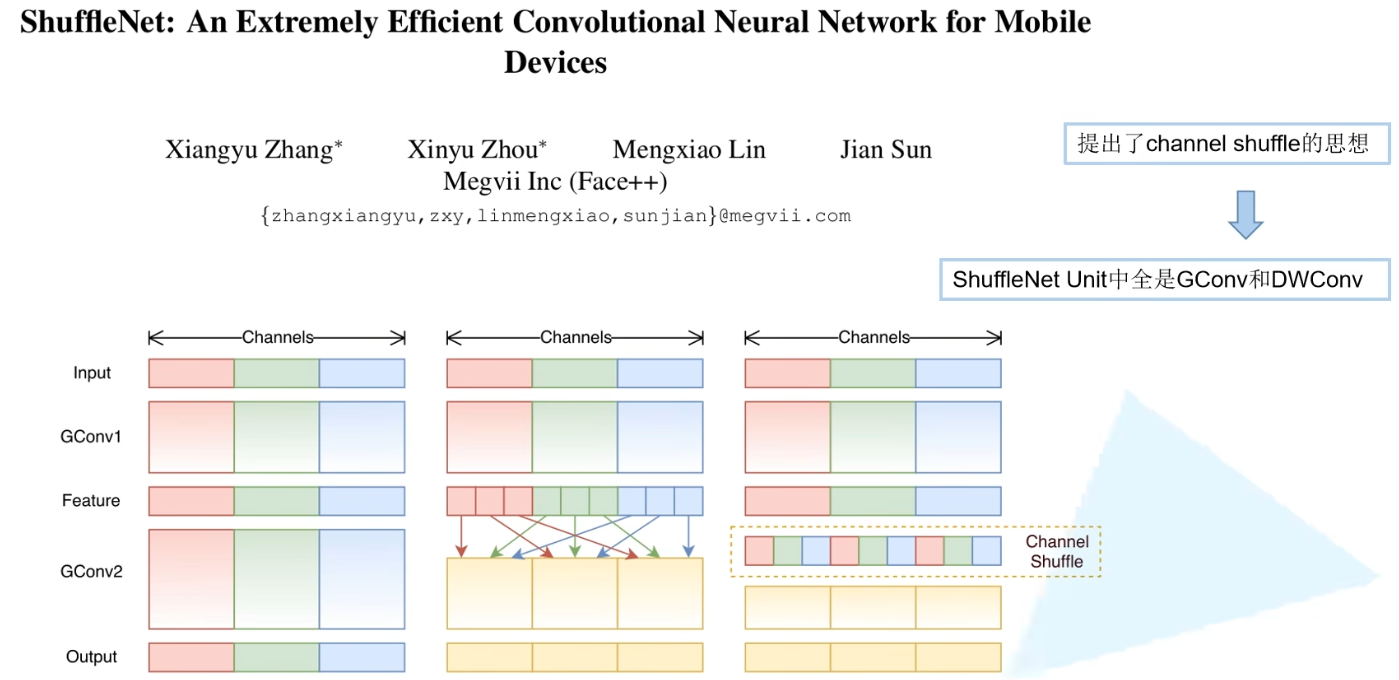 ShuffleNet: An Extremely Efficient Convolutional Neural Network for Mobile
Devices
Xiangyu Zhang* Xinyu Zhou* Mengxiao Lin Jian Sun
Megvii Inc (Face++)
{zhangxiangyu,zxy,linmengxiao,sunjian}@megvii.com
提出了channel shuffle的思想
ShuffleNet Unit中全是GConv和DWConv
Channels Channels Channels
Input
GConv1
Feature
Channel
Shuffle
GConv2
Output